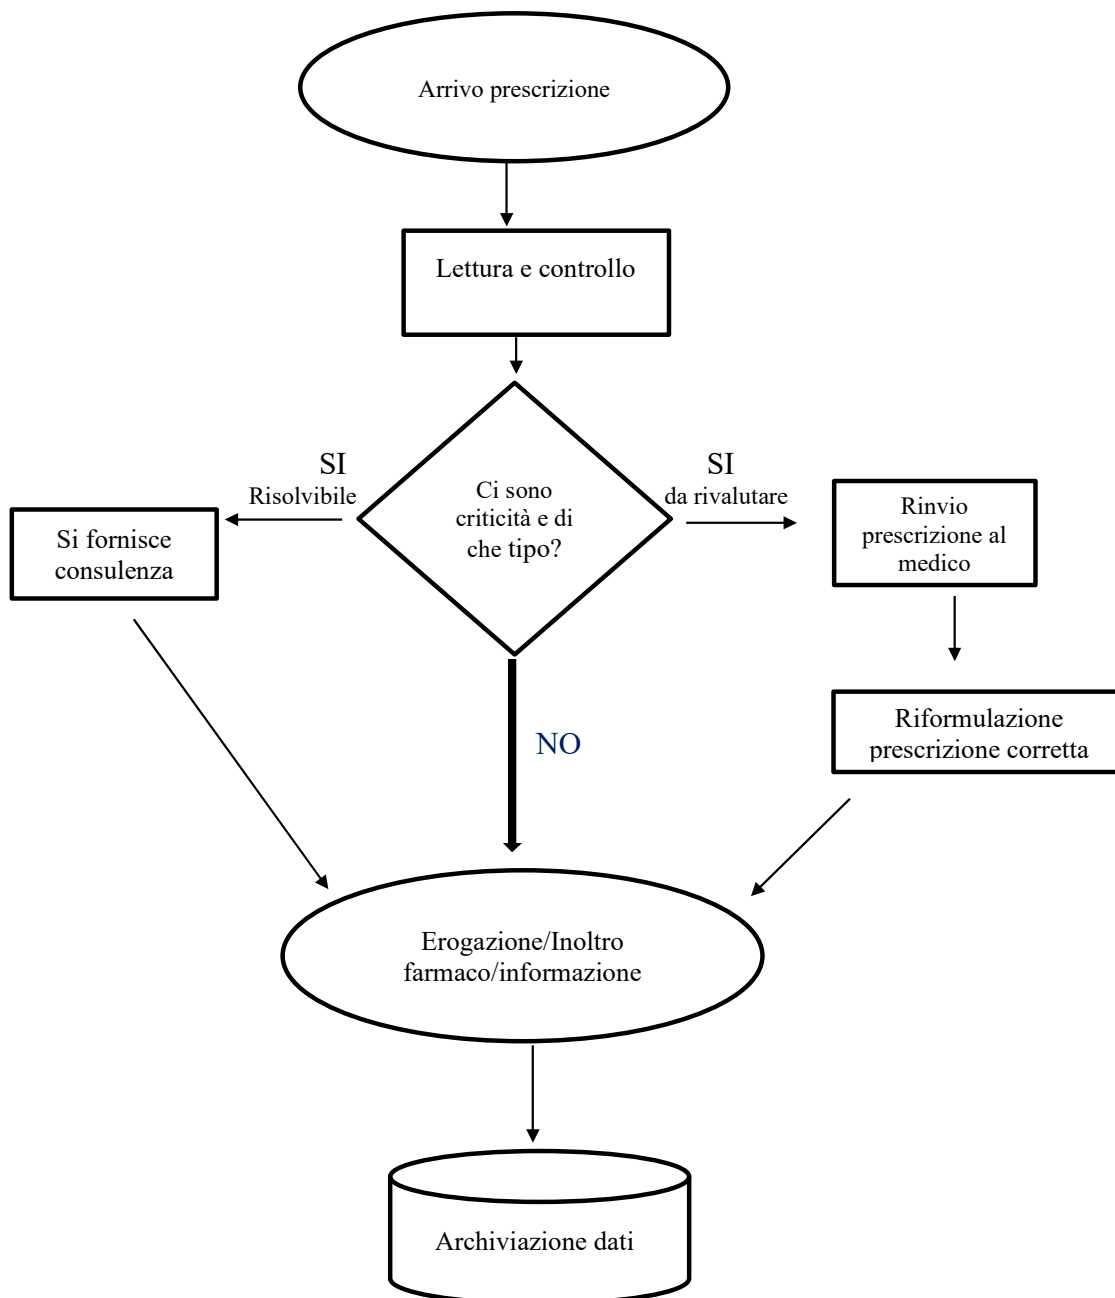 Arrivo prescrizione
Lettura e controllo
SI
Risolvibile
Ci sono
criticità e di
che tipo?
SI
da rivalutare
Si fornisce
consulenza
Rinvio
prescrizione al
medico
Riformulazione
prescrizione corretta
NO
Erogazione/Inoltro
farmaco/informazione
Archiviazione dati